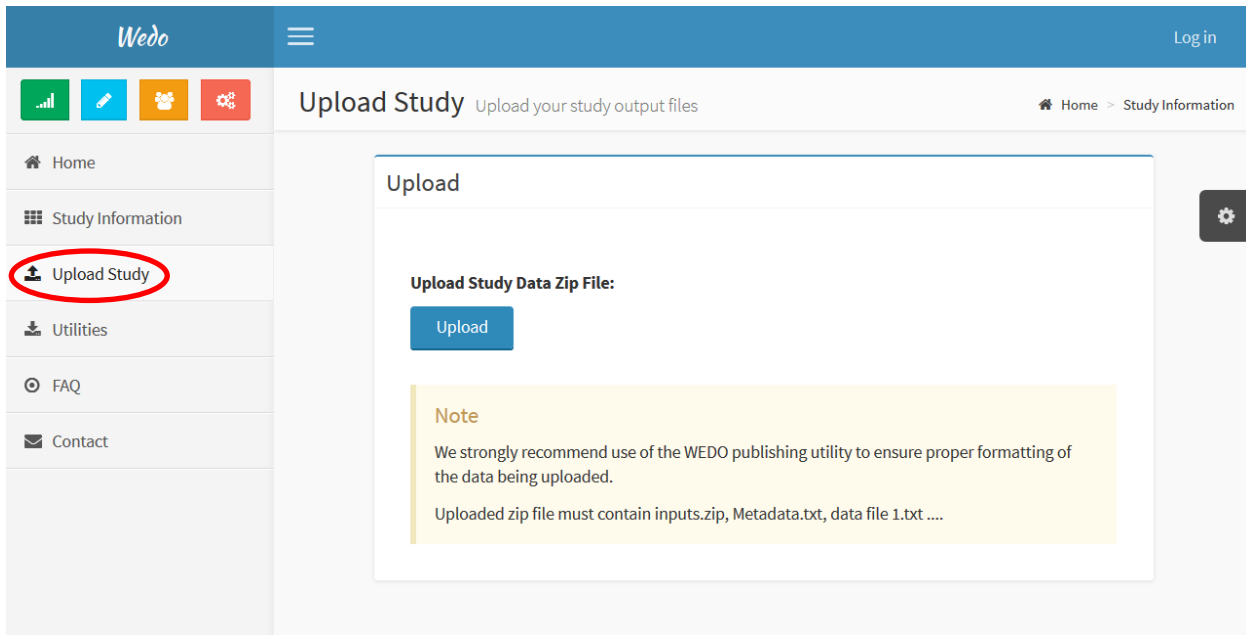 Wedo
Log in
Upload Study Upload your study output files
Home > Study Information
Home
Study Information
Upload Study
Utilities
FAQ
Contact
Upload
Upload Study Data Zip File:
Upload
Note
We strongly recommend use of the WEDO publishing utility to ensure proper formatting of
the data being uploaded.
Uploaded zip file must contain inputs.zip, Metadata.txt, data file 1.txt ....